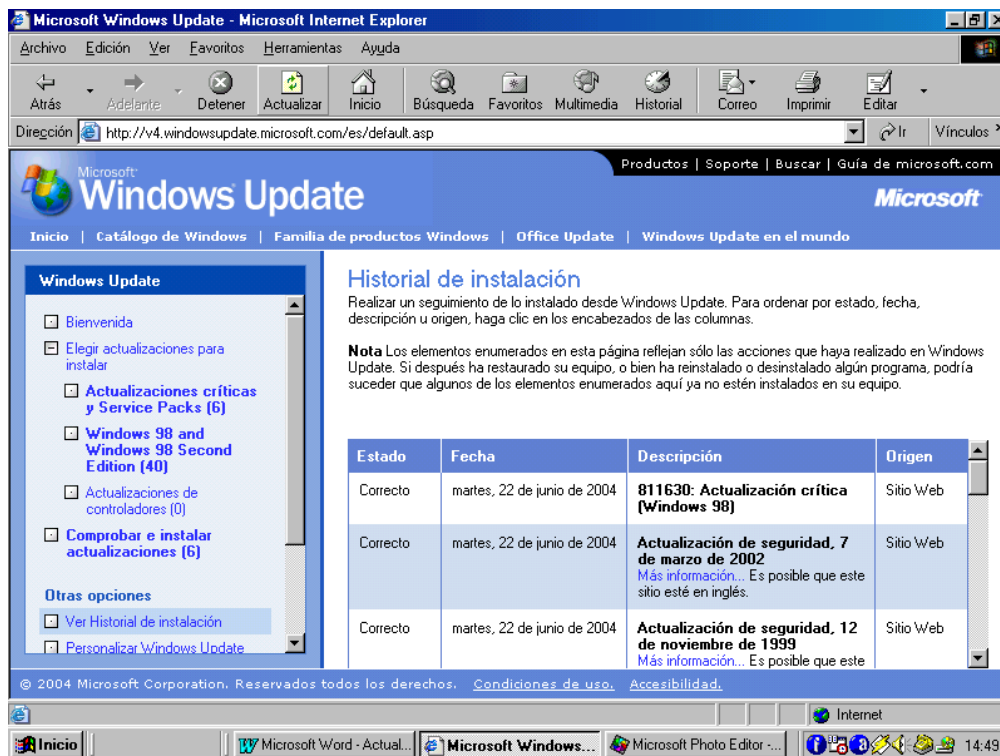 Microsoft Windows Update - Microsoft Internet Explorer
Archivo Edición Ver Favoritos Herramientas Ayuda
Atrás Adelante Detener Actualizar Inicio Búsqueda Favoritos Multimedia Historial Correo Imprimir Editar
Dirección http://v4.windowsupdate.microsoft.com/es/default.asp Ir Vínculos
Productos | Soporte | Buscar | Guía de microsoft.com
Microsoft
Windows Update
Microsoft
Inicio | Catálogo de Windows | Familia de productos Windows | Office Update | Windows Update en el mundo
Windows Update
Bienvenida
Elegir actualizaciones para
instalar
Actualizaciones críticas
y Service Packs (6)
Windows 98 and
Windows 98 Second
Edition (40)
Actualizaciones de
controladores (0)
Comprobar e instalar
actualizaciones (6)
Otras opciones
Ver Historial de instalación
Personalizar Windows Update
Historial de instalación
Realizar un seguimiento de lo instalado desde Windows Update. Para ordenar por estado, fecha,
descripción u origen, haga clic en los encabezados de las columnas.
Nota Los elementos enumerados en esta página reflejan sólo las acciones que haya realizado en Windows
Update. Si después ha restaurado su equipo, o bien ha reinstalado o desinstalado algún programa, podría
suceder que algunos de los elementos enumerados aquí ya no estén instalados en su equipo.
Estado Fecha Descripción Origen
Correcto martes, 22 de junio de 2004 811630: Actualización crítica Sitio Web
(Windows 98)
Correcto martes, 22 de junio de 2004 Actualización de seguridad, 7 Sitio Web
de marzo de 2002
Más información... Es posible que este
sitio esté en inglés.
Correcto martes, 22 de junio de 2004 Actualización de seguridad, 12 Sitio Web
de noviembre de 1999
Más información... Es posible que este
© 2004 Microsoft Corporation. Reservados todos los derechos. Condiciones de uso. Accesibilidad.
Internet
Inicio Microsoft Word - Actual... Microsoft Windows... Microsoft Photo Editor -... 14:43